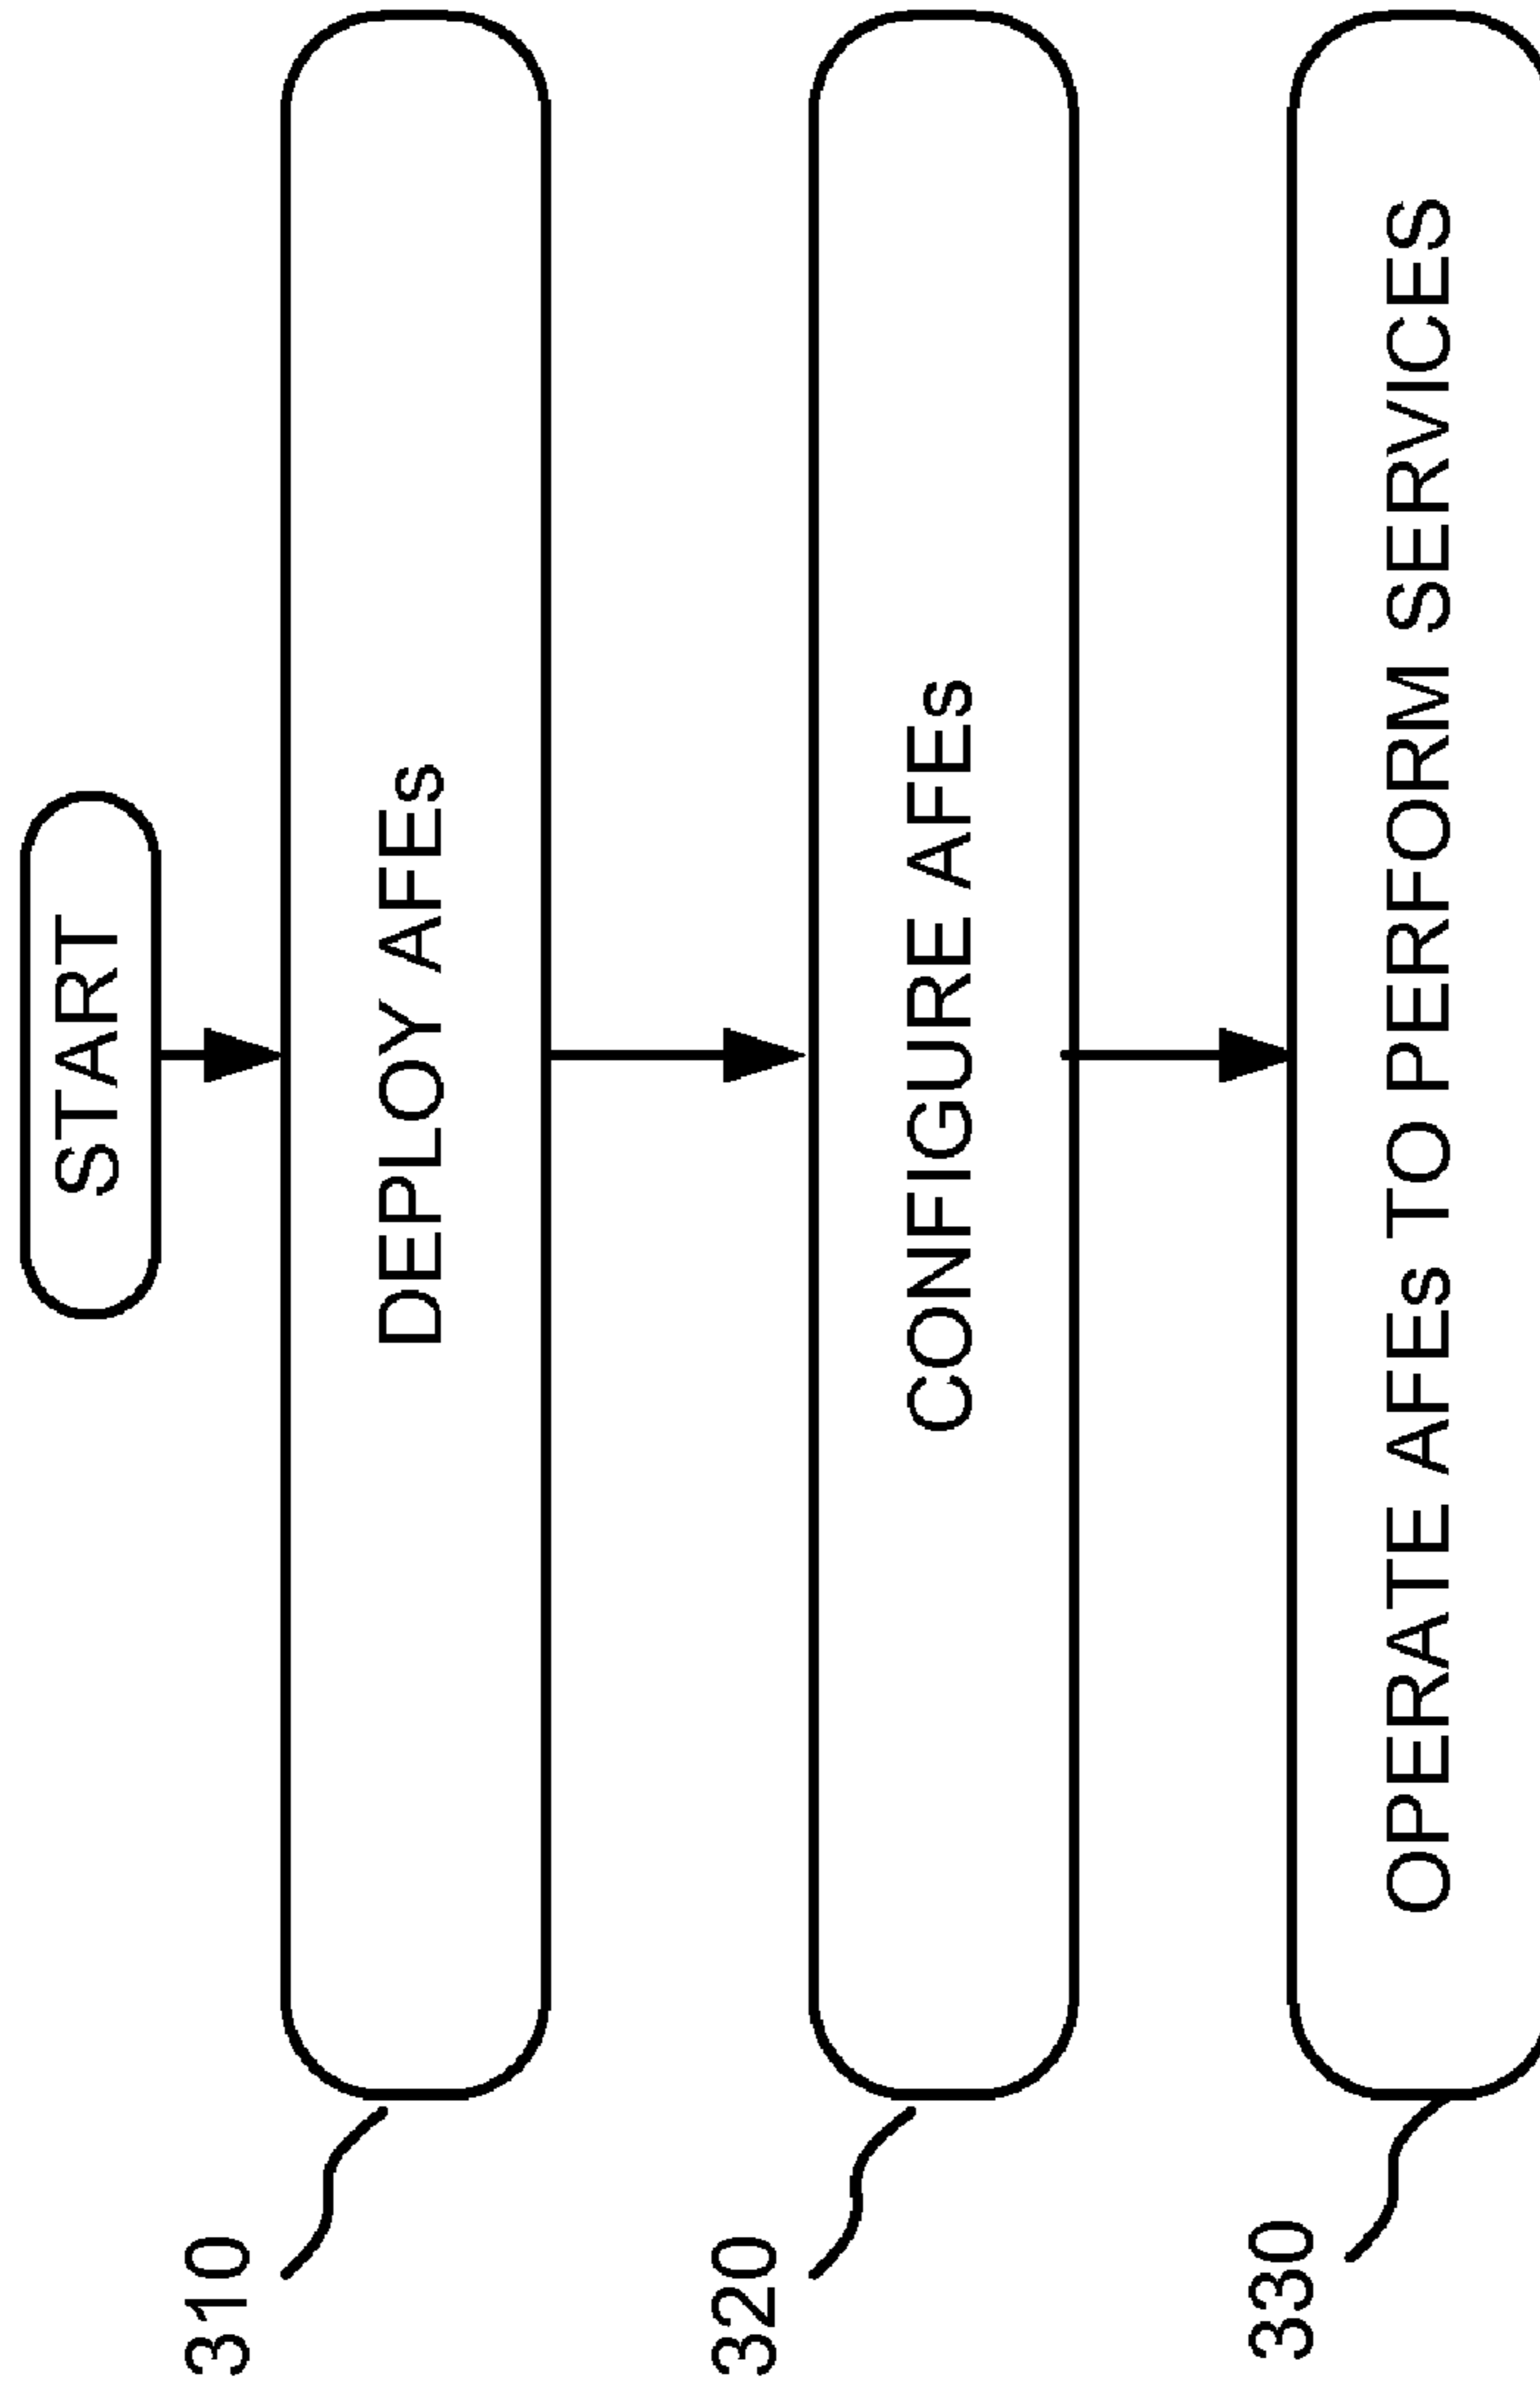 START
310
DEPLOY AFEs
320
CONFIGURE AFEs
330
OPERATE AFEs TO PERFORM SERVICES